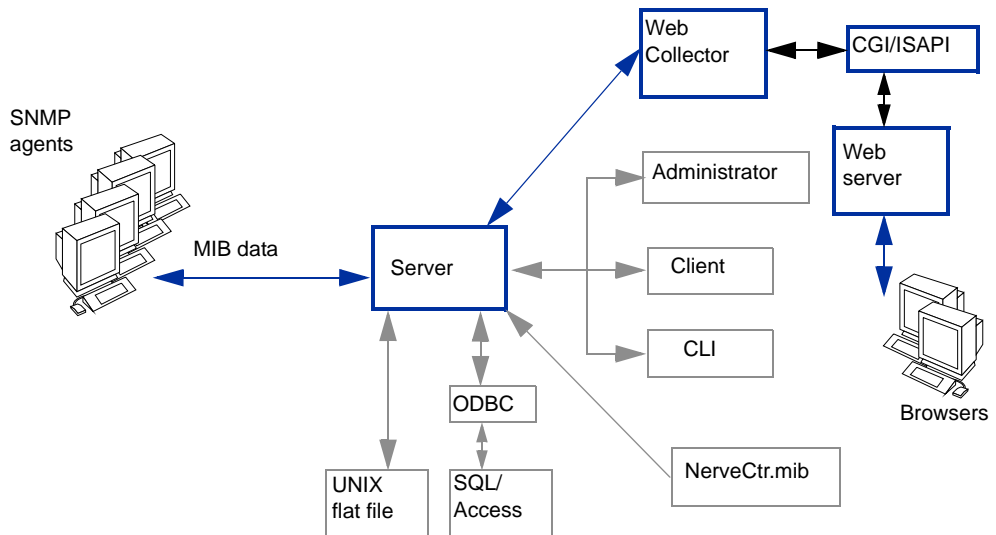 Web
Collector
CGI/ISAPI
SNMP
agents
Web
server
Administrator
MIB data
Server
Client
CLI
ODBC
Browsers
NerveCtr.mib
UNIX
flat file
SQL/
Access